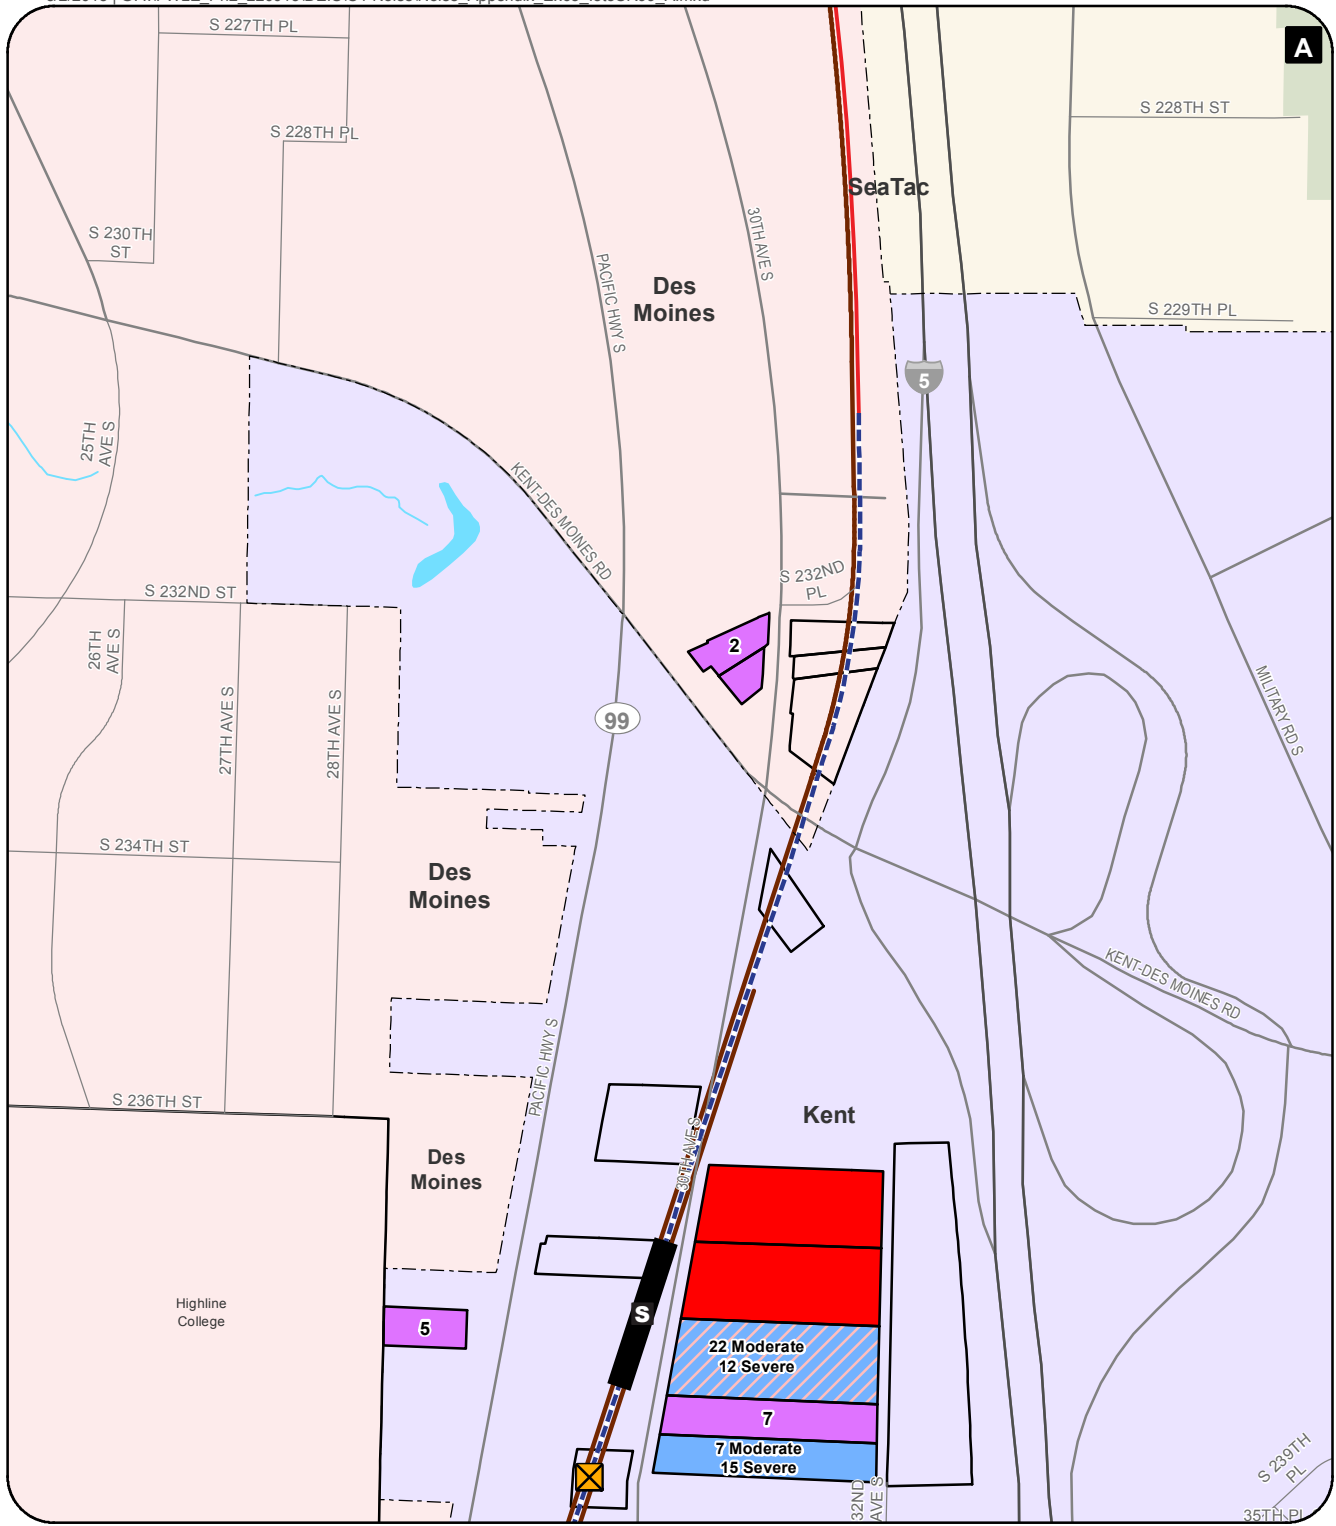 A
S 227TH PL
S 228TH PL
S 228TH ST
SeaTac
30TH AVE S
S 230TH
ST
PACIFIC HWY S
Des
Moines
S 229TH PL
5
25TH
AVE S
KENT-DES MOINES RD
S 232ND
PL
S 232ND ST
26TH
AVE S
2
27TH AVE S
28TH AVE S
99
MILITARY RD S
S 234TH ST
Des
Moines
KENT-DES MOINES RD
PACIFIC HWY S
S 236TH ST
Kent
30TH AVE S
Des
Moines
Highline
College
S
5
22 Moderate
12 Severe
7
7 Moderate
15 Severe
32ND
AVE S
S 239TH
PL
35TH PL